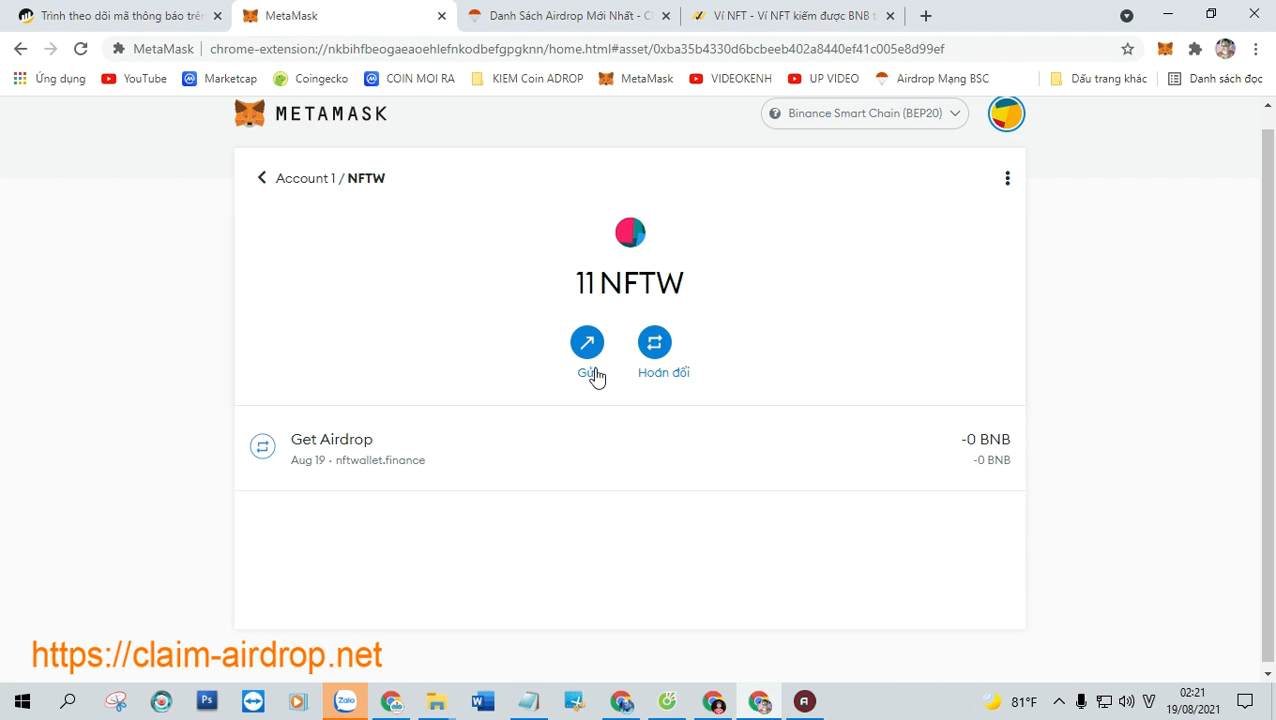 Trình theo dõi mã thông báo trên
MetaMask
Danh Sách Airdrop Mới Nhất - C
Ví NFT - Ví NFT kiếm được BNB t
MetaMask
chrome-extension://nkbihfbeogaeaoehlefnkodbefgpgknn/home.html#asset/0xba35b4330d6bcbeeb402a8440ef41c005e8d99ef
Ứng dụng
YouTube
Marketcap
Coingecko
COIN MOI RA
KIEM Coin ADROP
MetaMask
VIDEOKENH
UP VIDEO
Airdrop Mạng BSC
Dấu trang khác
Danh sách đọc
METAMASK
Binance Smart Chain (BEP20)
Account 1 / NFTW
11 NFTW
Hoán đổi
Get Airdrop
-0 BNB
Aug 19 · nftwallet.finance
-0 BNB
https://claim-airdrop.net
Ps
Zalo
81°F
V
02:21
19/08/2021